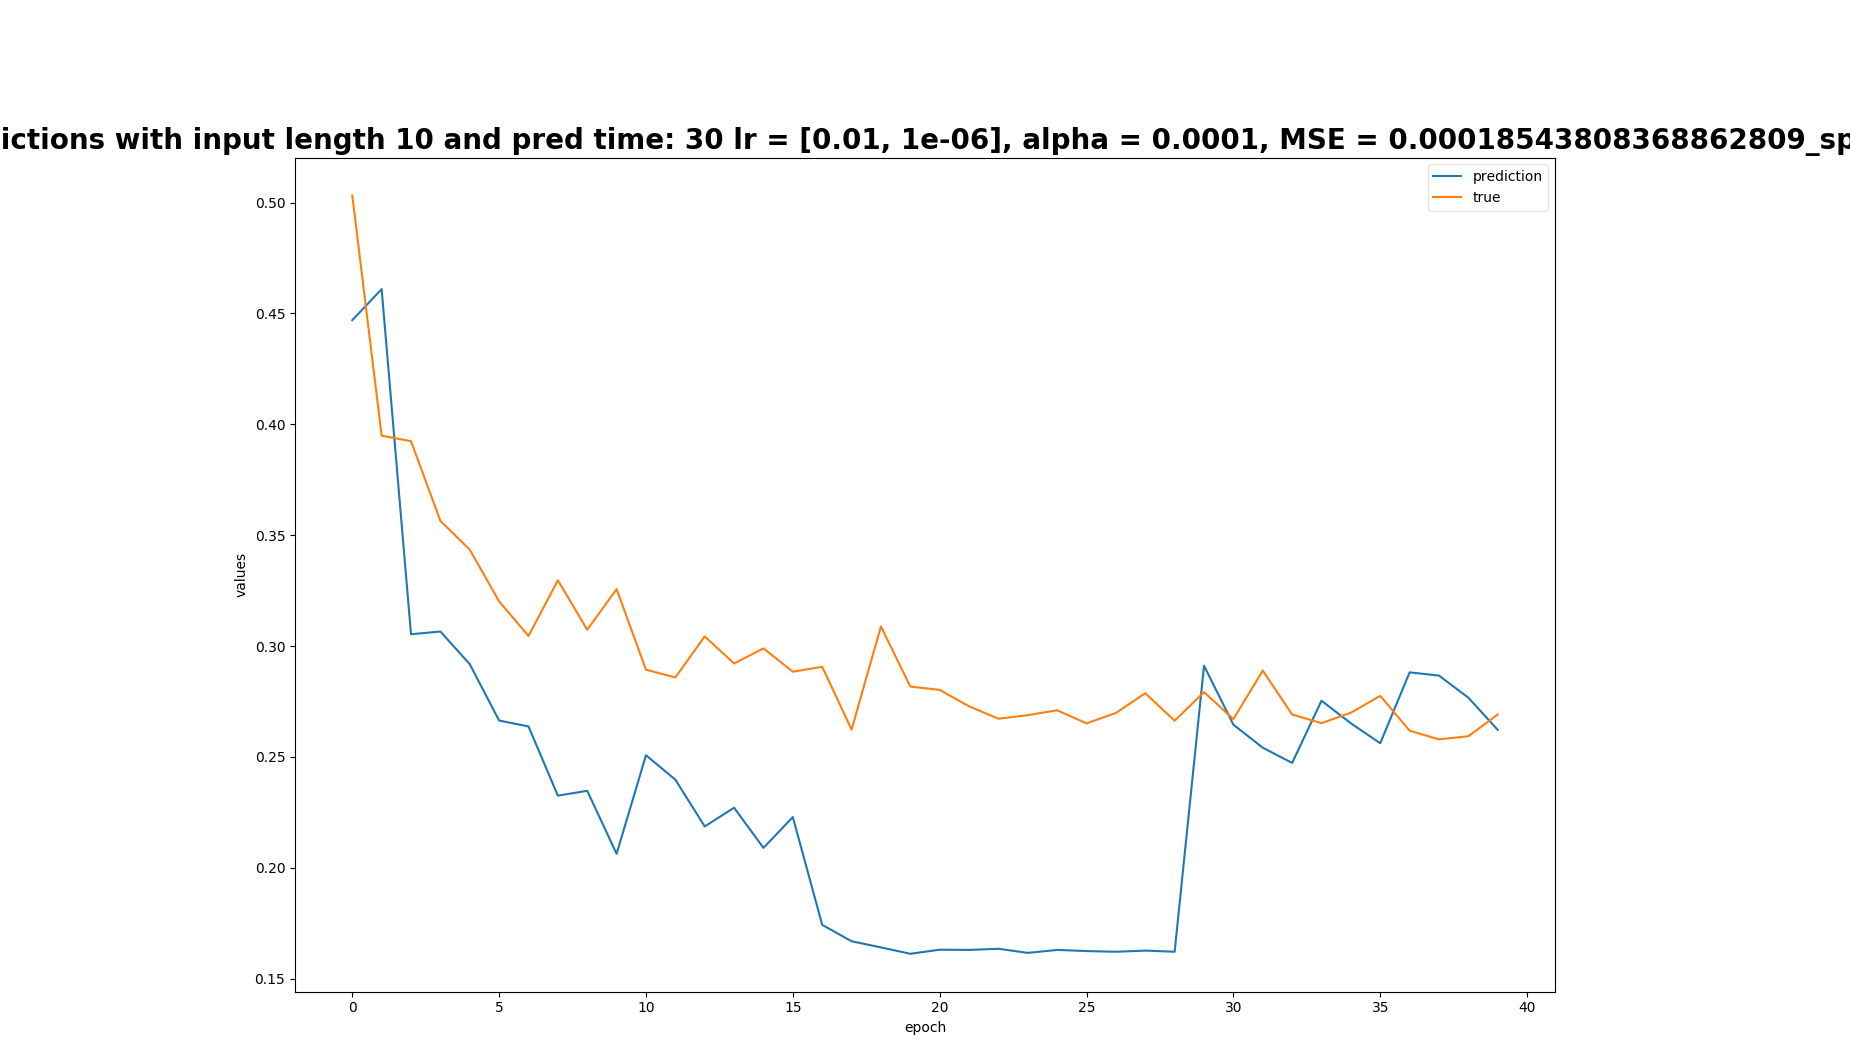 ictions with input length 10 and pred time: 30 lr = [0.01, 1e-06], alpha = 0.0001, MSE = 0.00018543808368862809_sp
prediction
true
0.50
0.45
0.40
0.35
0.30
0.25
0.20
0.15
values
0 5 10 15 20 25 30 35 40
epoch